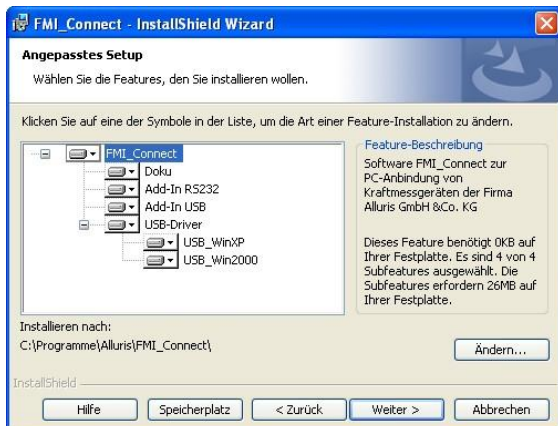 FMI_Connect - InstallShield Wizard
Angepasstes Setup
Wählen Sie die Features, den Sie installieren wollen.
Klicken Sie auf eine der Symbole in der Liste, um die Art einer Feature-Installation zu ändern.
FMI_Connect
Doku
Add-In RS232
Add-In USB
USB-Driver
USB_WinXP
USB_Win2000
Feature-Beschreibung
Software FMI_Connect zur
PC-Anbindung von
Kraftmessgeräten der Firma
Alluris GmbH &Co. KG
Dieses Feature benötigt 0KB auf
Ihrer Festplatte. Es sind 4 von 4
Subfeatures ausgewählt. Die
Subfeatures erfordern 26MB auf
Ihrer Festplatte.
Installieren nach:
C:\Programme\Alluris\FMI_Connect\
Ändern...
InstallShield
Hilfe
Speicherplatz
< Zurück
Weiter >
Abbrechen